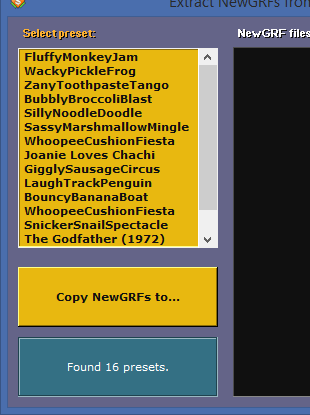 Extract NewGRFs from
Select preset:
NewGRF files
FluffyMonkeyJam
WackyPickleFrog
ZanyToothpasteTango
BubblyBroccoliBlast
SillyNoodleDoodle
SassyMarshmallowMingle
WhoopeeCushionFiesta
Joanie Loves Chachi
GigglySausageCircus
LaughTrackPenguin
BouncyBananaBoat
WhoopeeCushionFiesta
SnickerSnailSpectacle
The Godfather (1972)
Copy NewGRFs to...
Found 16 presets.